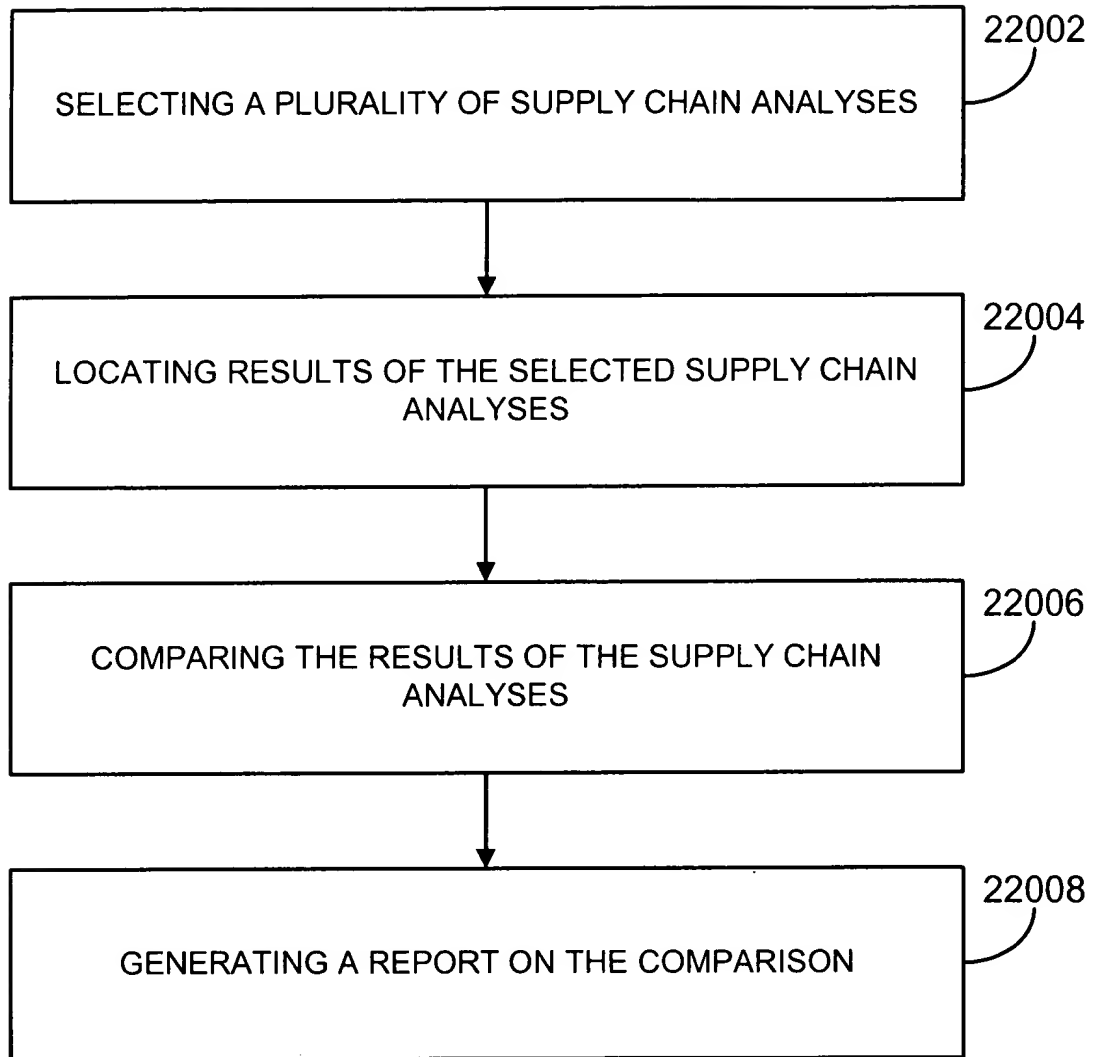 22002
SELECTING A PLURALITY OF SUPPLY CHAIN ANALYSES
22004
LOCATING RESULTS OF THE SELECTED SUPPLY CHAIN
ANALYSES
22006
COMPARING THE RESULTS OF THE SUPPLY CHAIN
ANALYSES
22008
GENERATING A REPORT ON THE COMPARISON